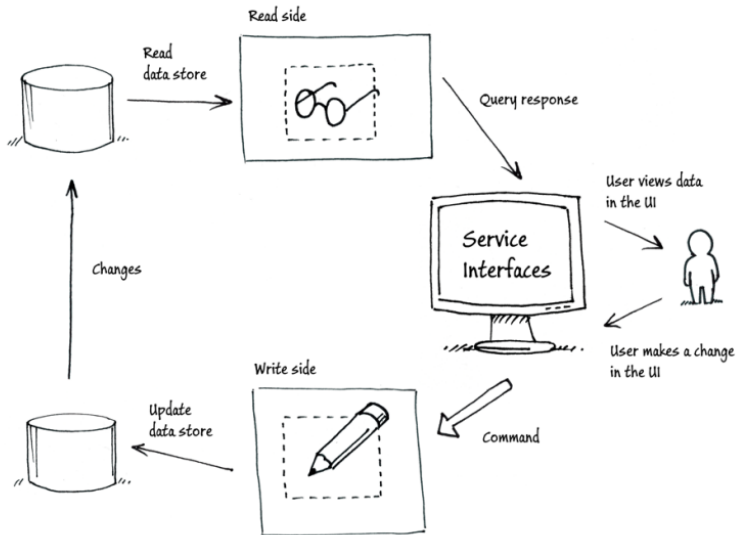 Read side
Read
data store
Query response
User views data
in the UI
Service
Interfaces
Changes
User makes a change
in the UI
Write side
Update
data store
Command